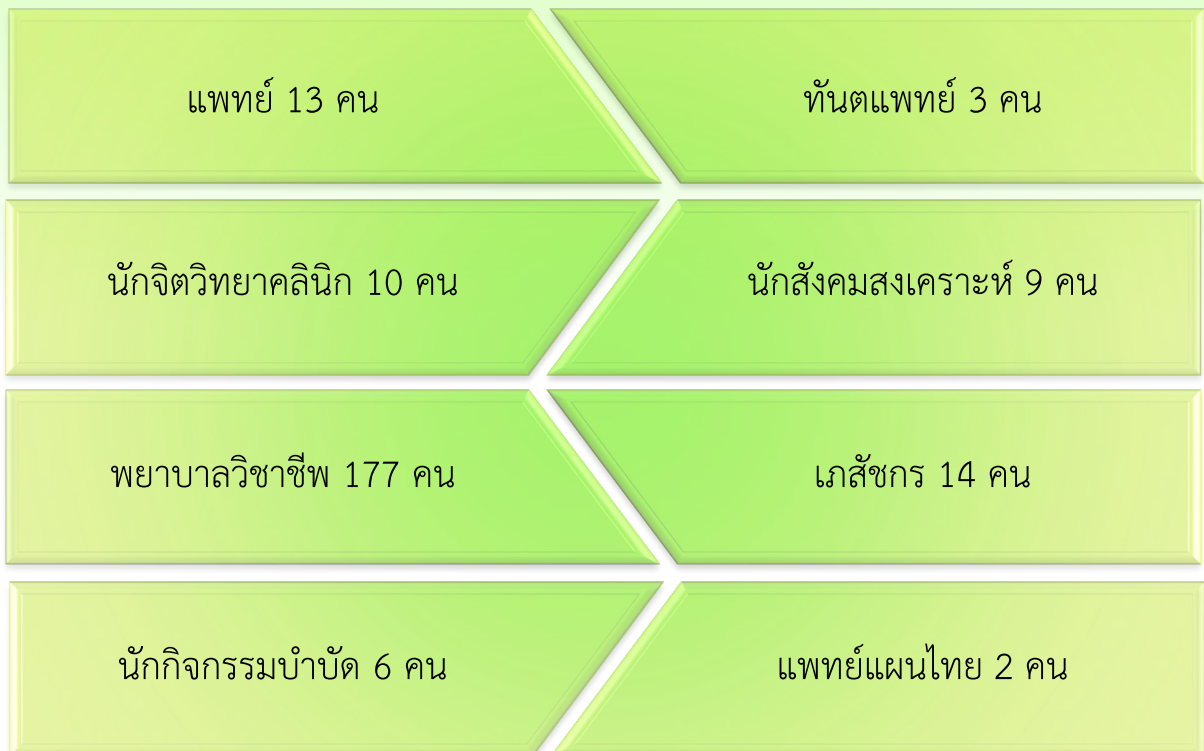 แพทย์ 13 คน
ทันตแพทย์ 3 คน
นักจิตวิทยาคลินิก 10 คน
นักสังคมสงเคราะห์ 9 คน
พยาบาลวิชาชีพ 177 คน
เภสัชกร 14 คน
นักกิจกรรมบำบัด 6 คน
แพทย์แผนไทย 2 คน